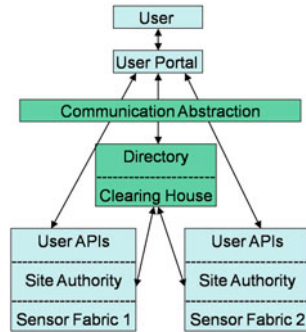 User
User Portal
Communication Abstraction
Directory
Clearing House
User APIs
Site Authority
Sensor Fabric 1
User APIs
Site Authority
Sensor Fabric 2